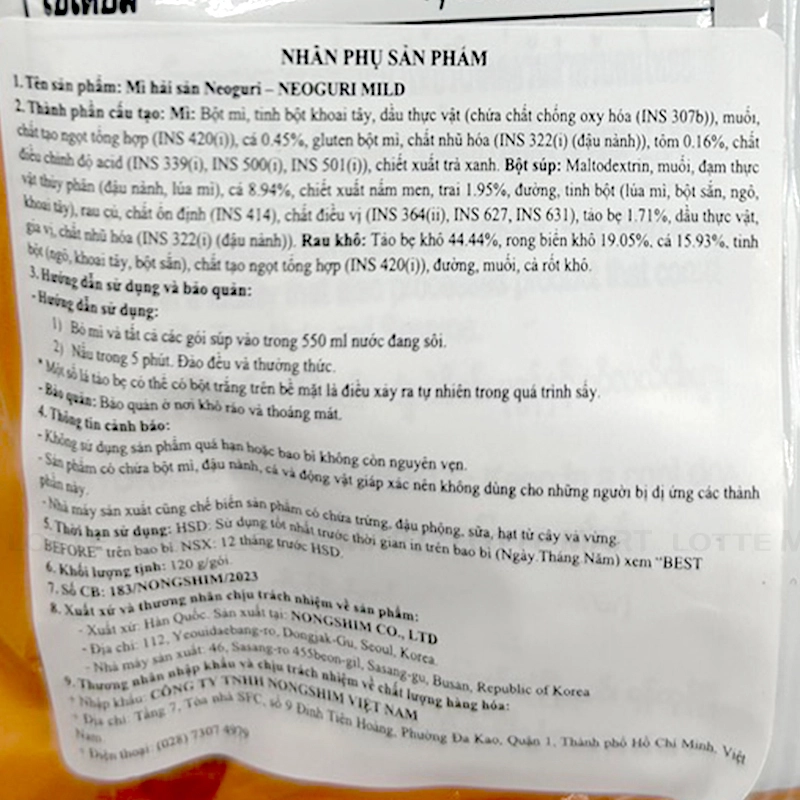 NHÃN PHỤ SẢN PHẨM
1. Tên sản phẩm: Mì hải sản Neoguri – NEOGURI MILD
2. Thành phần cấu tạo: Mì: Bột mì, tinh bột khoai tây, dầu thực vật (chứa chất chống oxy hóa (INS 307b)), muối,
chất tạo ngọt tổng hợp (INS 420(i)), cá 0.45%, gluten bột mì, chất nhũ hóa (INS 322(i) (đậu nành)), tôm 0.16%, chất
điều chỉnh độ acid (INS 339(i), INS 500(i), INS 501(i)), chiết xuất trà xanh. Bột súp: Maltodextrin, muối, đạm thực
vật thủy phân (đậu nành, lúa mì), cá 8.94%, chiết xuất nấm men, trai 1.95%, đường, tinh bột (lúa mì, bột sắn, ngô,
khoai tây), rau củ, chất ổn định (INS 414), chất điều vị (INS 364(ii), INS 627, INS 631), tảo bẹ 1.71%, dầu thực vật,
gia vị, chất nhũ hóa (INS 322(i) (đậu nành)). Rau khô: Tảo bẹ khô 44.44%, rong biển khô 19.05%, cá 15.93%, tinh
bột (ngô, khoai tây, bột sắn), chất tạo ngọt tổng hợp (INS 420(i)), đường, muối, cà rốt khô.
3. Hướng dẫn sử dụng và bảo quản:
- Hướng dẫn sử dụng:
1) Bỏ mì và tất cả các gói súp vào trong 550 ml nước đang sôi.
2) Nấu trong 5 phút. Đảo đều và thưởng thức.
* Một số lá tảo bẹ có thể có bột trắng trên bề mặt là điều xảy ra tự nhiên trong quá trình sấy.
- Bảo quản: Bảo quản ở nơi khô ráo và thoáng mát.
4. Thông tin cảnh báo:
- Không sử dụng sản phẩm quá hạn hoặc bao bì không còn nguyên vẹn.
- Sản phẩm có chứa bột mì, đậu nành, cá và động vật giáp xác nên không dùng cho những người bị dị ứng các thành
phần này.
- Nhà máy sản xuất cũng chế biến sản phẩm có chứa trứng, đậu phộng, sữa, hạt từ cây và vừng.
5. Thời hạn sử dụng: HSD: Sử dụng tốt nhất trước thời gian in trên bao bì (Ngày.Tháng.Năm) xem "BEST
BEFORE" trên bao bì. NSX: 12 tháng trước HSD.
6. Khối lượng tịnh: 120 g/gói.
7. Số CB: 183/NONGSHIM/2023
8. Xuất xứ và thương nhân chịu trách nhiệm về sản phẩm:
- Xuất xứ: Hàn Quốc. Sản xuất tại: NONGSHIM CO., LTD
- Địa chỉ: 112, Yeouidaebang-ro, Dongjak-Gu, Seoul, Korea.
- Nhà máy sản xuất: 46, Sasang-ro 455beon-gil, Sasang-gu, Busan, Republic of Korea
9. Thương nhân nhập khẩu và chịu trách nhiệm về chất lượng hàng hóa:
* Nhập khẩu: CÔNG TY TNHH NONGSHIM VIỆT NAM
* Địa chỉ: Tầng 7, Tòa nhà SFC, số 9 Đinh Tiên Hoàng, Phường Đa Kao, Quận 1, Thành phố Hồ Chí Minh, Việt
Nam
* Điện thoại: (028) 7307 4979